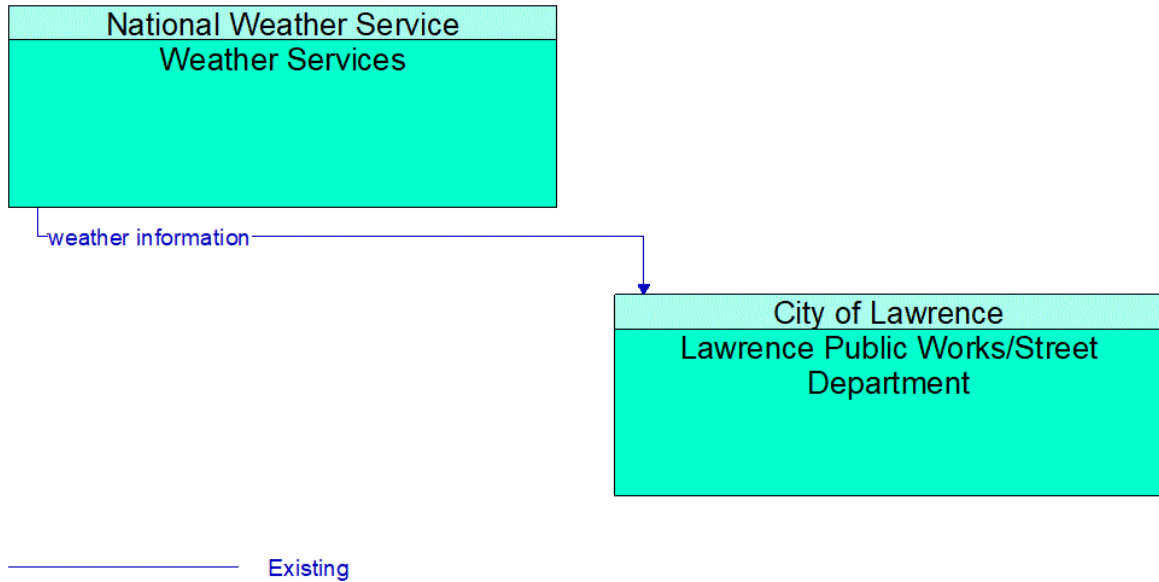 National Weather Service
Weather Services
weather information
City of Lawrence
Lawrence Public Works/Street
Department
Existing